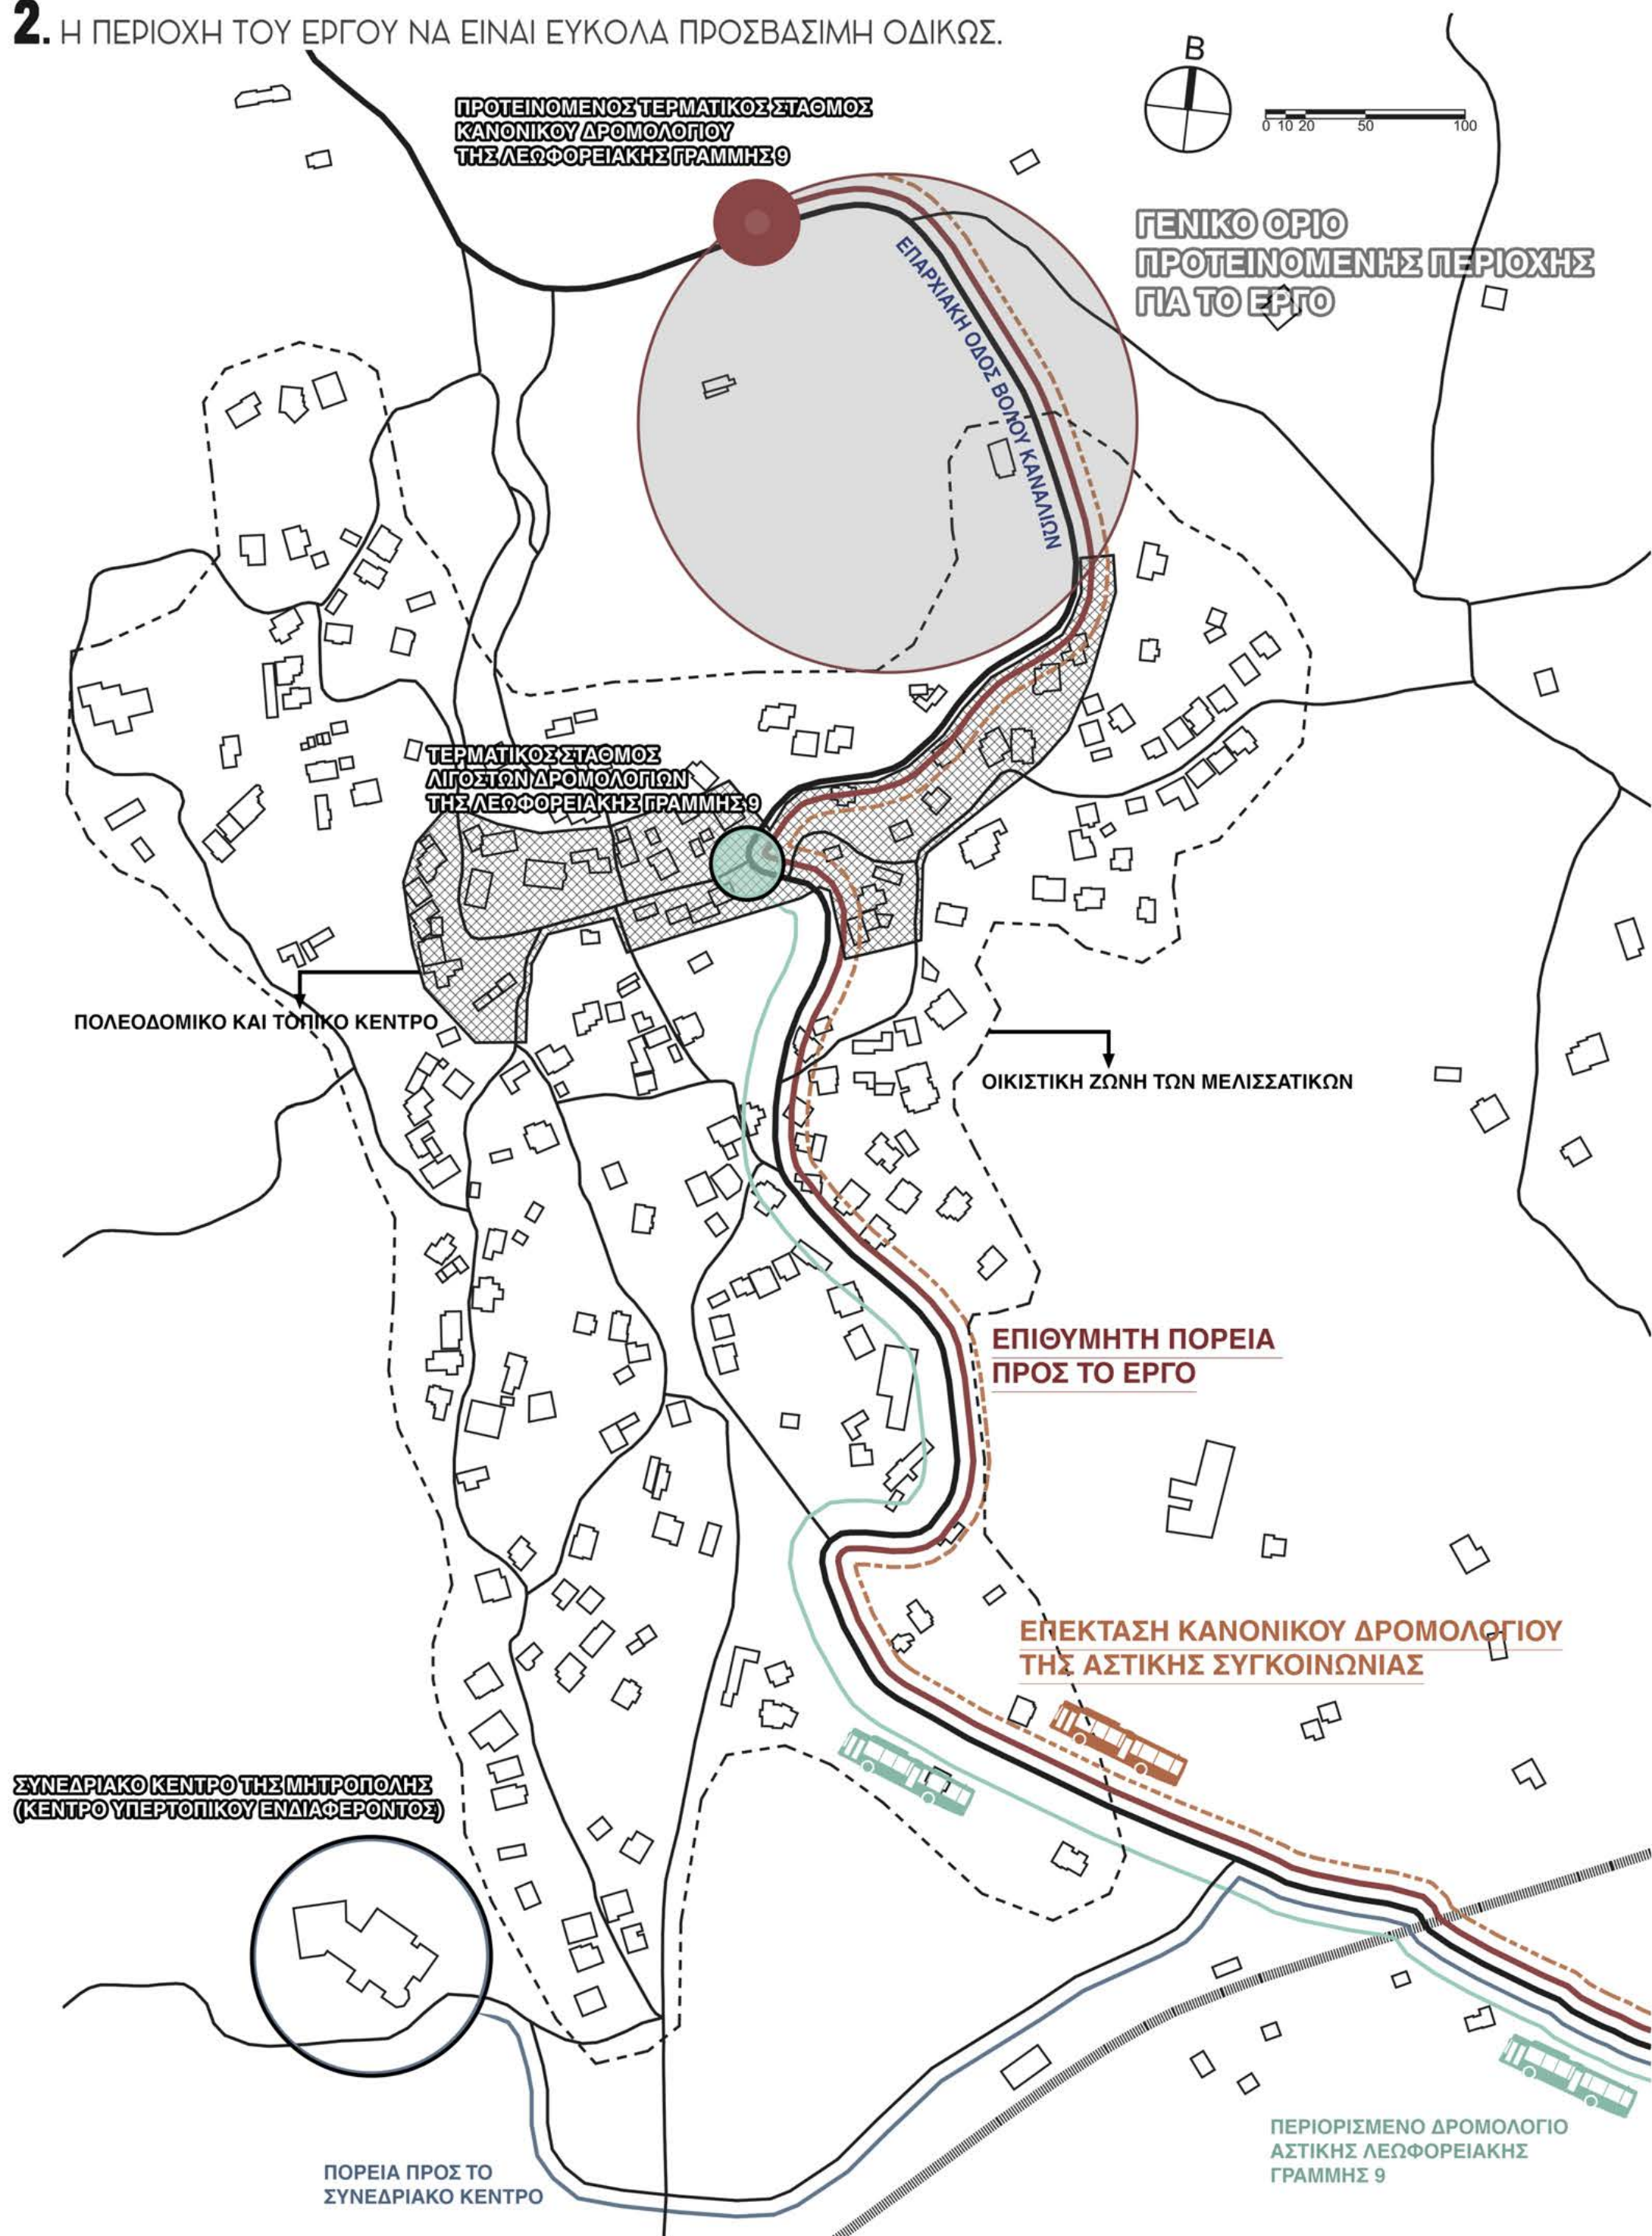 2. Η ΠΕΡΙΟΧΗ ΤΟΥ ΕΡΓΟΥ ΝΑ ΕΙΝΑΙ ΕΥΚΟΛΑ ΠΡΟΣΒΑΣΙΜΗ ΟΔΙΚΩΣ.
Β
0 10 20 50 100
ΠΡΟΤΕΙΝΟΜΕΝΟΣ ΤΕΡΜΑΤΙΚΟΣ ΣΤΑΘΜΟΣ
ΚΑΝΟΝΙΚΟΥ ΔΡΟΜΟΛΟΓΙΟΥ
ΤΗΣ ΛΕΩΦΟΡΕΙΑΚΗΣ ΓΡΑΜΜΗΣ 9
ΓΕΝΙΚΟ ΟΡΙΟ
ΠΡΟΤΕΙΝΟΜΕΝΗΣ ΠΕΡΙΟΧΗΣ
ΓΙΑ ΤΟ ΕΡΓΟ
ΕΠΑΡΧΙΑΚΗ ΟΔΟΣ ΒΟΛΟΥ ΚΑΝΑΛΙΩΝ
ΤΕΡΜΑΤΙΚΟΣ ΣΤΑΘΜΟΣ
ΛΙΓΟΣΤΩΝ ΔΡΟΜΟΛΟΓΙΩΝ
ΤΗΣ ΛΕΩΦΟΡΕΙΑΚΗΣ ΓΡΑΜΜΗΣ 9
ΠΟΛΕΟΔΟΜΙΚΟ ΚΑΙ ΤΟΠΙΚΟ ΚΕΝΤΡΟ
ΟΙΚΙΣΤΙΚΗ ΖΩΝΗ ΤΩΝ ΜΕΛΙΣΣΑΤΙΚΩΝ
ΕΠΙΘΥΜΗΤΗ ΠΟΡΕΙΑ
ΠΡΟΣ ΤΟ ΕΡΓΟ
ΕΠΕΚΤΑΣΗ ΚΑΝΟΝΙΚΟΥ ΔΡΟΜΟΛΟΓΙΟΥ
ΤΗΣ ΑΣΤΙΚΗΣ ΣΥΓΚΟΙΝΩΝΙΑΣ
ΣΥΝΕΔΡΙΑΚΟ ΚΕΝΤΡΟ ΤΗΣ ΜΗΤΡΟΠΟΛΗΣ
(ΚΕΝΤΡΟ ΥΠΕΡΤΟΠΙΚΟΥ ΕΝΔΙΑΦΕΡΟΝΤΟΣ)
ΠΕΡΙΟΡΙΣΜΕΝΟ ΔΡΟΜΟΛΟΓΙΟ
ΑΣΤΙΚΗΣ ΛΕΩΦΟΡΕΙΑΚΗΣ
ΓΡΑΜΜΗΣ 9
ΠΟΡΕΙΑ ΠΡΟΣ ΤΟ
ΣΥΝΕΔΡΙΑΚΟ ΚΕΝΤΡΟ